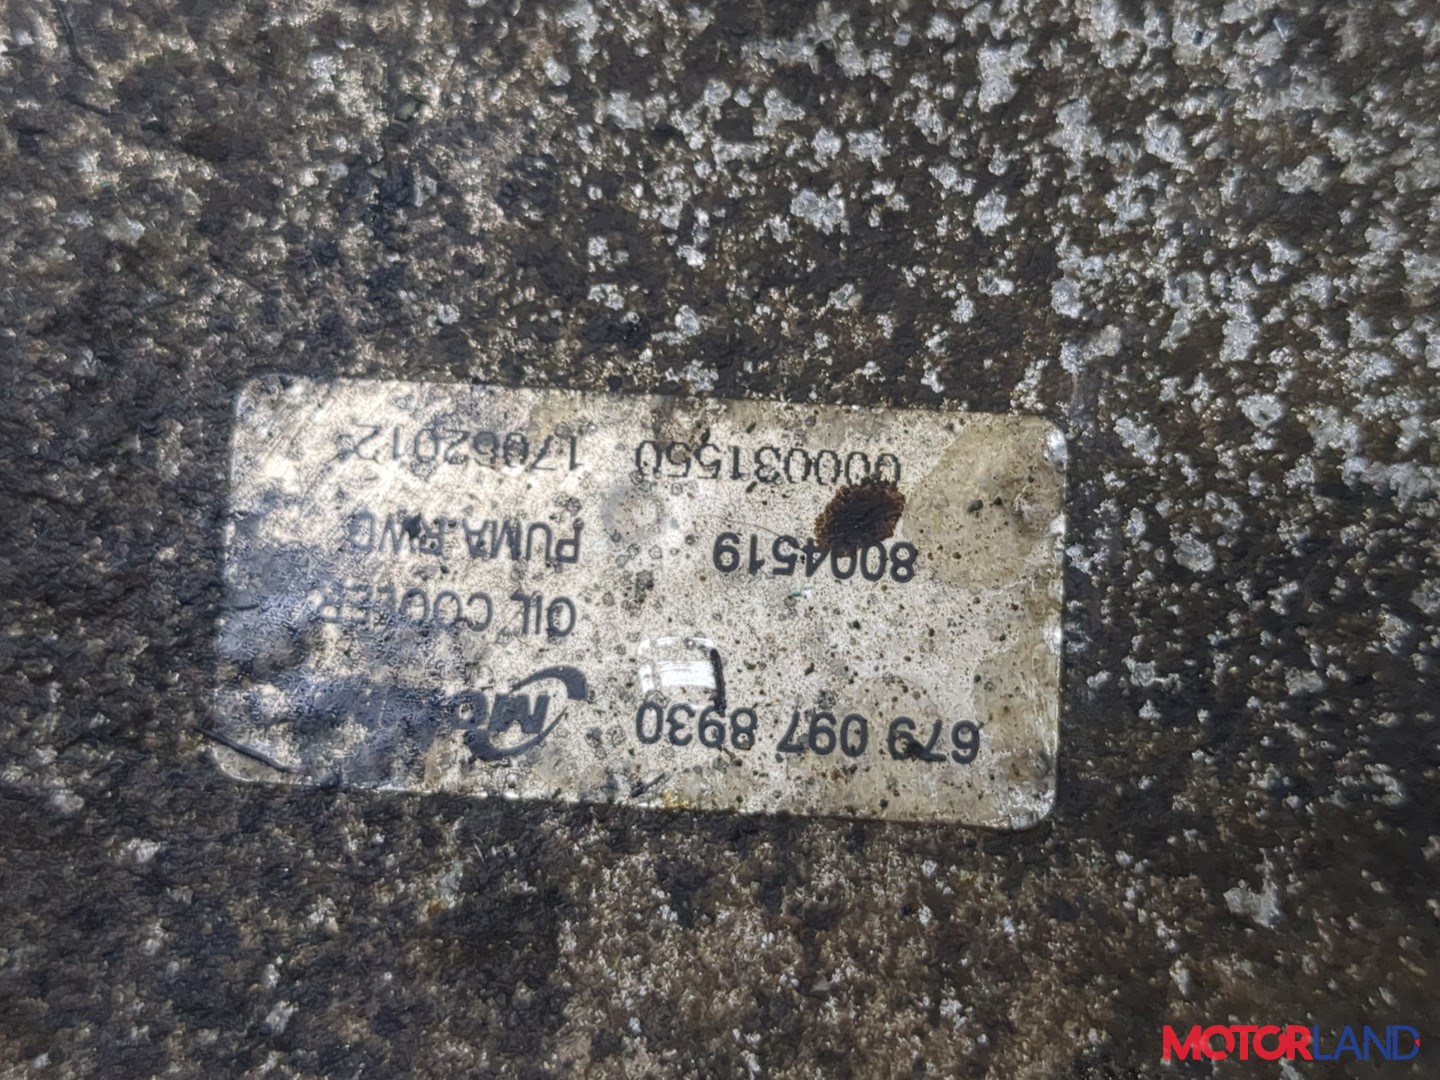 679 097 8930
OIL COOLER
8004519 PUMA RWD
000031550 17062012
MOTORLAND